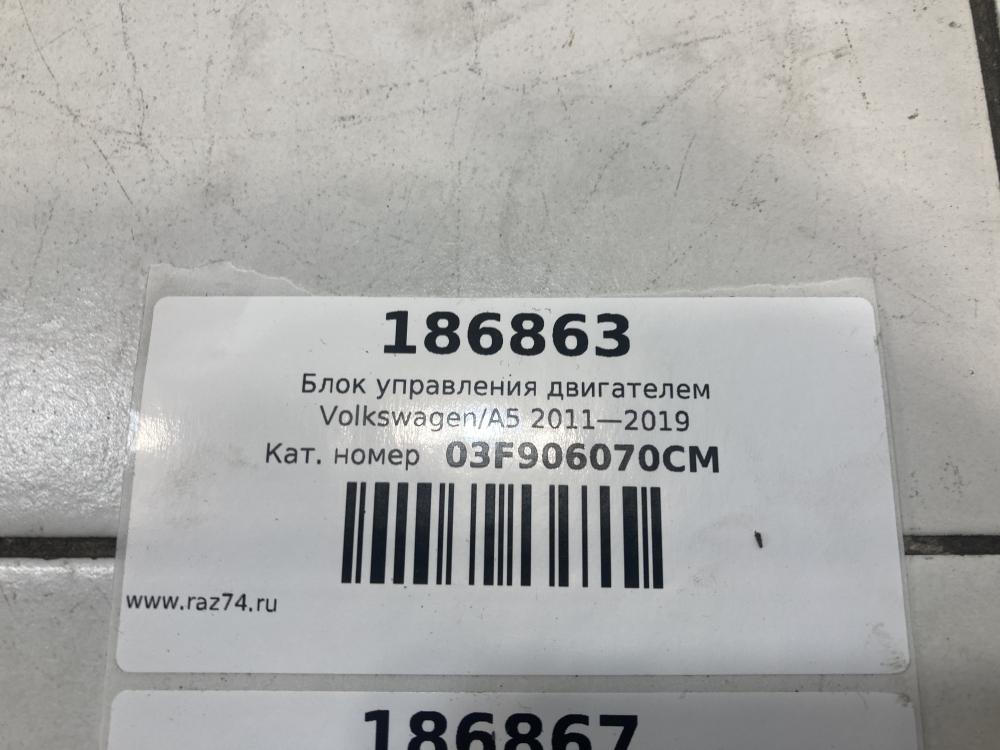 186863
Блок управления двигателем
Volkswagen/A5 2011—2019
Кат. номер 03F906070CM
www.raz74.ru
186867